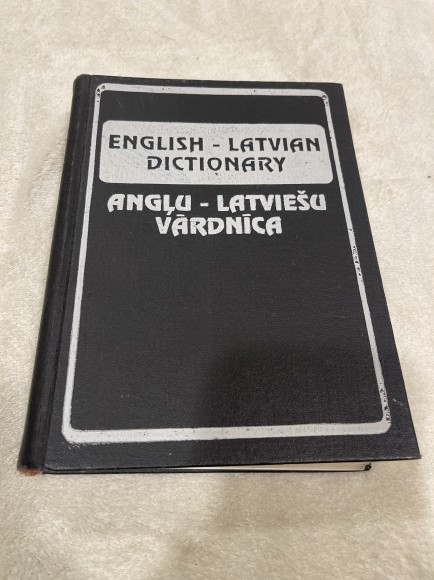 ENGLISH - LATVIAN
DICTIONARY
ANGĻU - LATVIEŠU
VĀRDNĪCA